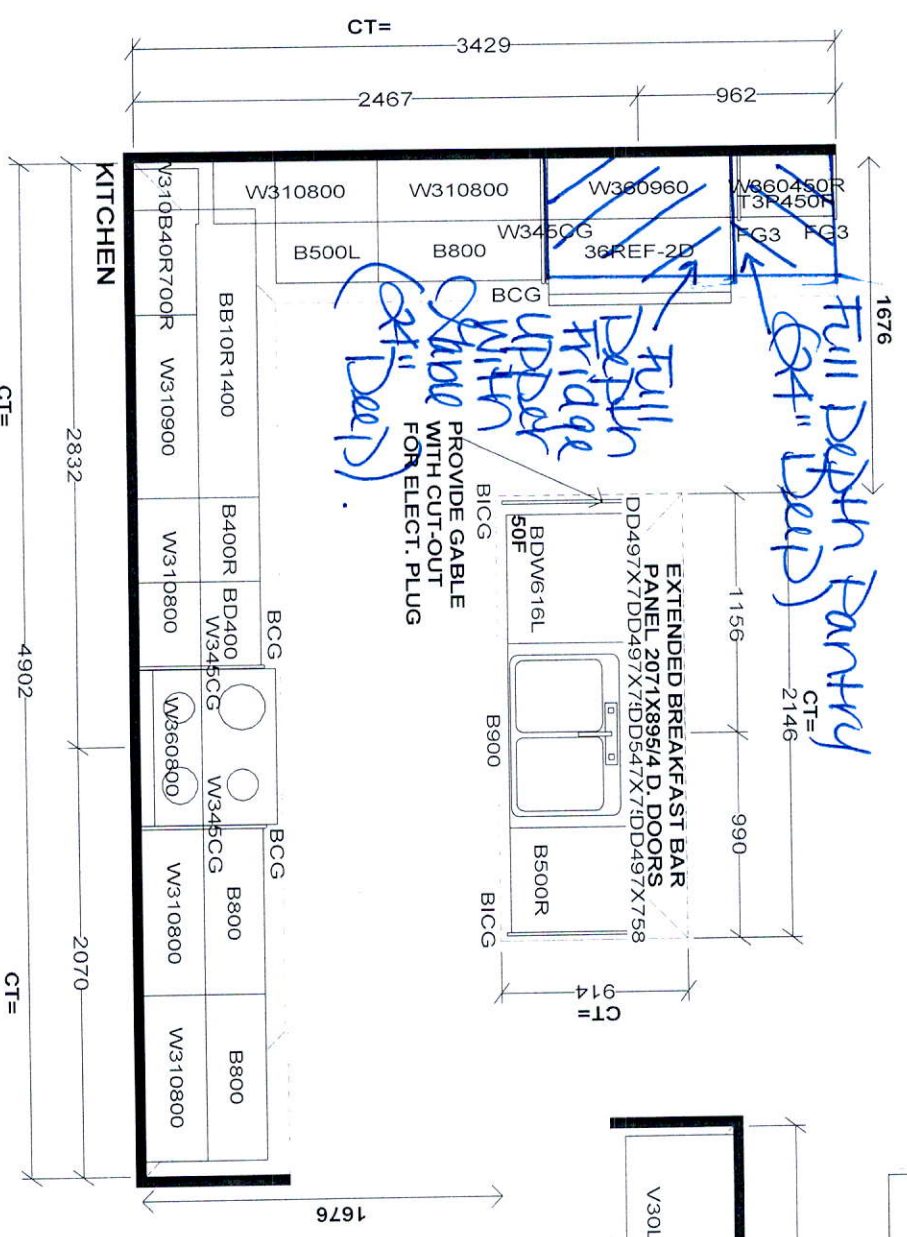 CT=
3429
2467
962
KITCHEN
W310B40R700R
W310800
W310800
W360960
W360450R
T3P450R
B500L
B800
W345CG
36REF-2D
FG3
FG3
BCG
1676
Full Depth Pantry
(24" Deep)
Full
Depth
Fridge
Upper
With
Gable
(24"
Deep).
BB10R1400
W310900
B400R
BD400
W310800
BCG
W345CG
W360800
W345CG
BCG
W310800
B800
W310800
B800
PROVIDE GABLE
WITH CUT-OUT
FOR ELECT. PLUG
BICG
BDW616L
50F
B900
B500R
BICG
EXTENDED BREAKFAST BAR
PANEL 2071X895/4 D. DOORS
1156
990
CT=
2146
914
CT=
2832
2070
CT=
4902
CT=
1676
V30L